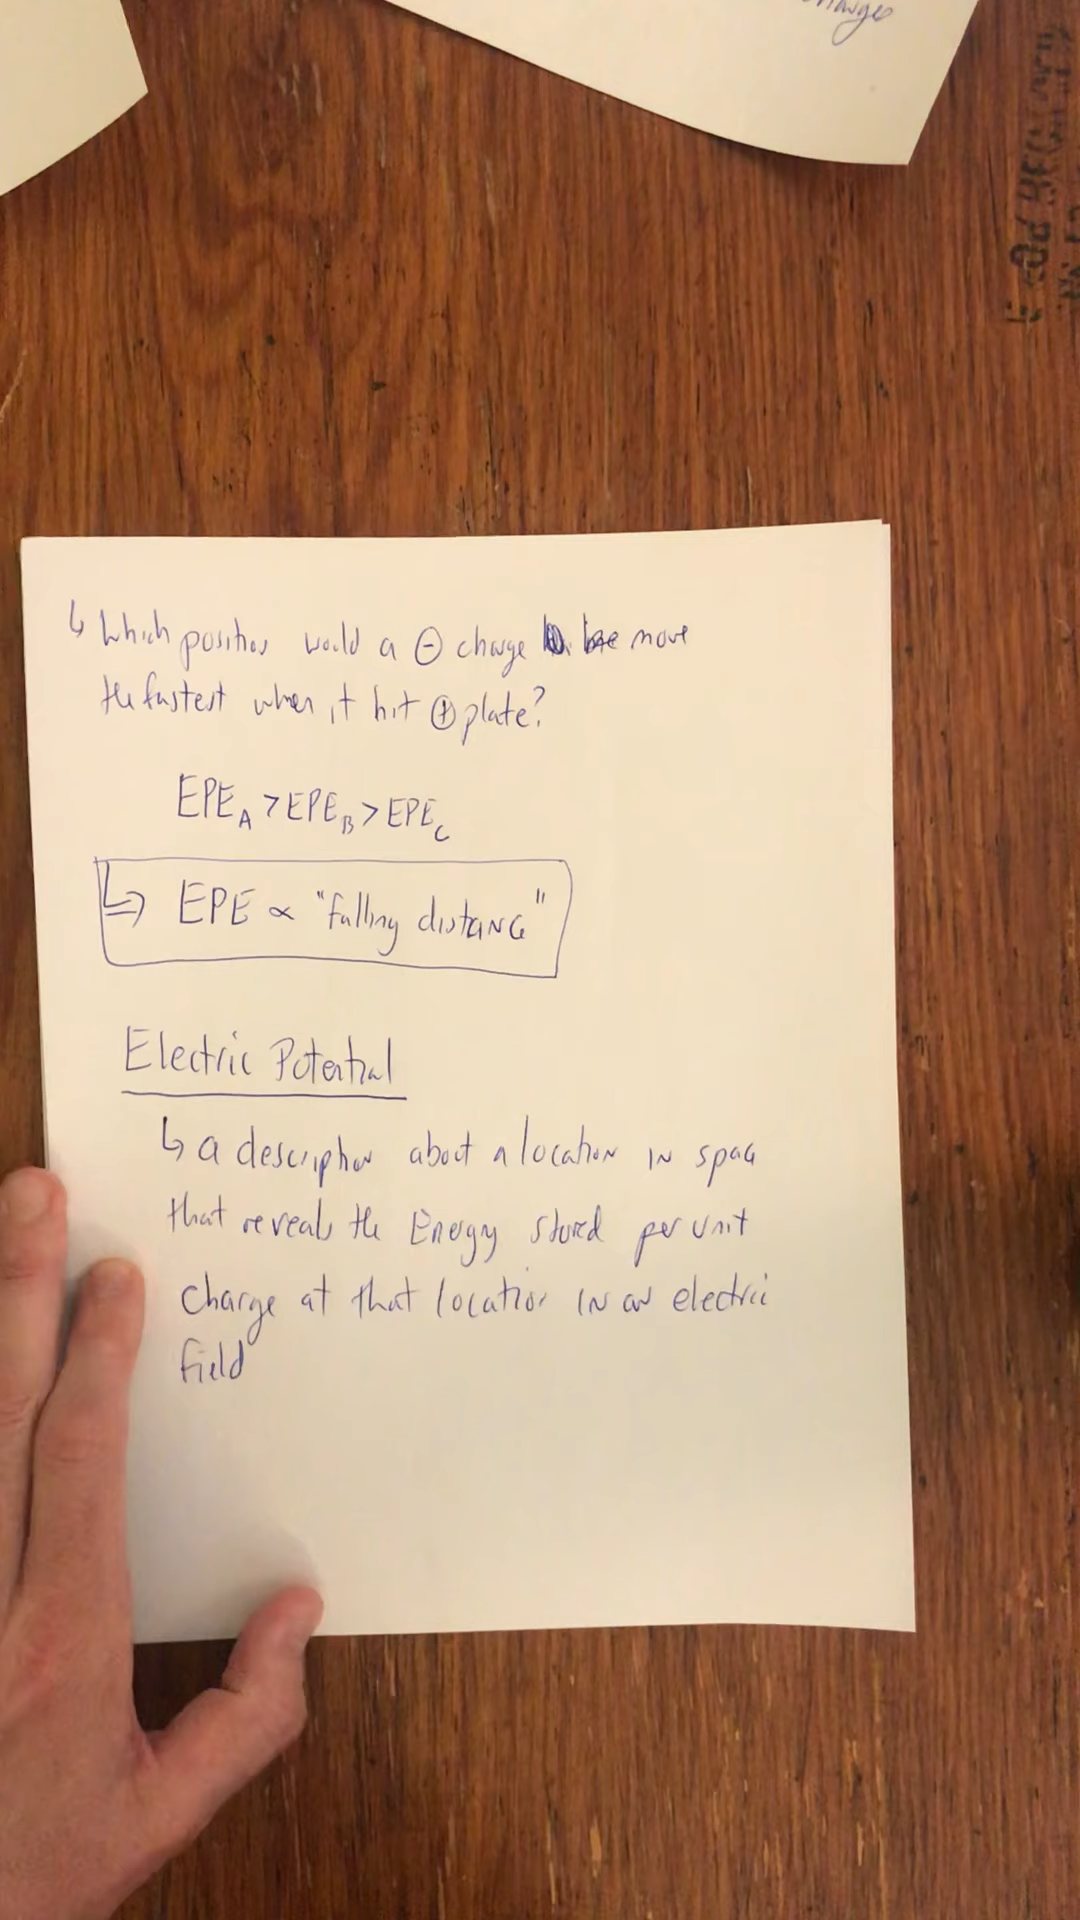 charges
↳ Which position would a ⊖ charge be move
the fastest when it hit ⊕ plate?
EPE_A > EPE_B > EPE_C
↳ EPE ∝ "falling distance"
Electric Potential
↳ a description about a location in space
that reveals the Energy stored per unit
charge at that location in an electric
field